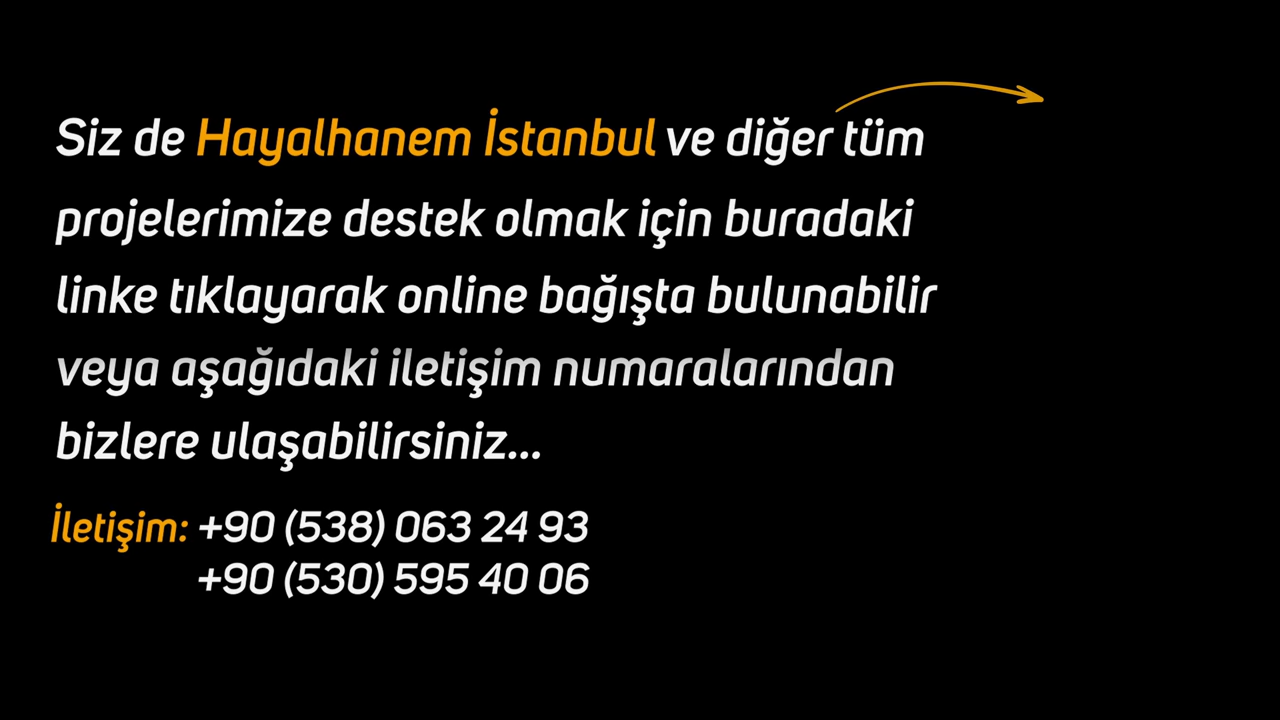 Siz de Hayalhanem İstanbul ve diğer tüm
projelerimize destek olmak için buradaki
linke tıklayarak online bağışta bulunabilir
veya aşağıdaki iletişim numaralarından
bizlere ulaşabilirsiniz...
İletişim: +90 (538) 063 24 93
+90 (530) 595 40 06